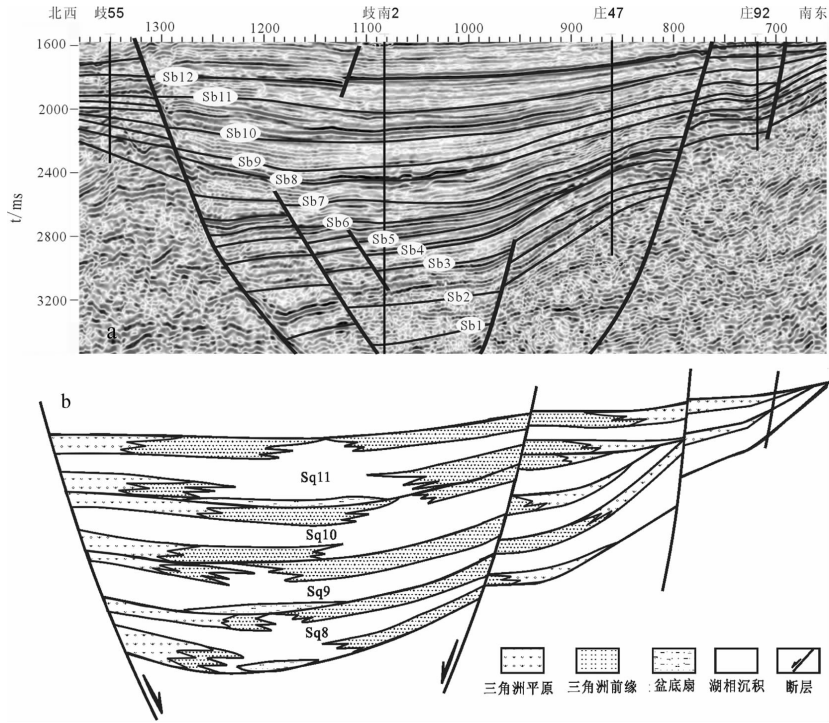 北西 歧55 歧南2 庄47 庄92 南东
1300 1200 1100 1000 900 800 700
1600
2000
2400
2800
3200
t/ms
Sb12
Sb11
Sb10
Sb9
Sb8
Sb7
Sb6
Sb5
Sb4
Sb3
Sb2
Sb1
a
b
Sq11
Sq10
Sq9
Sq8
三角洲平原 三角洲前缘 盆底扇 湖相沉积 断层